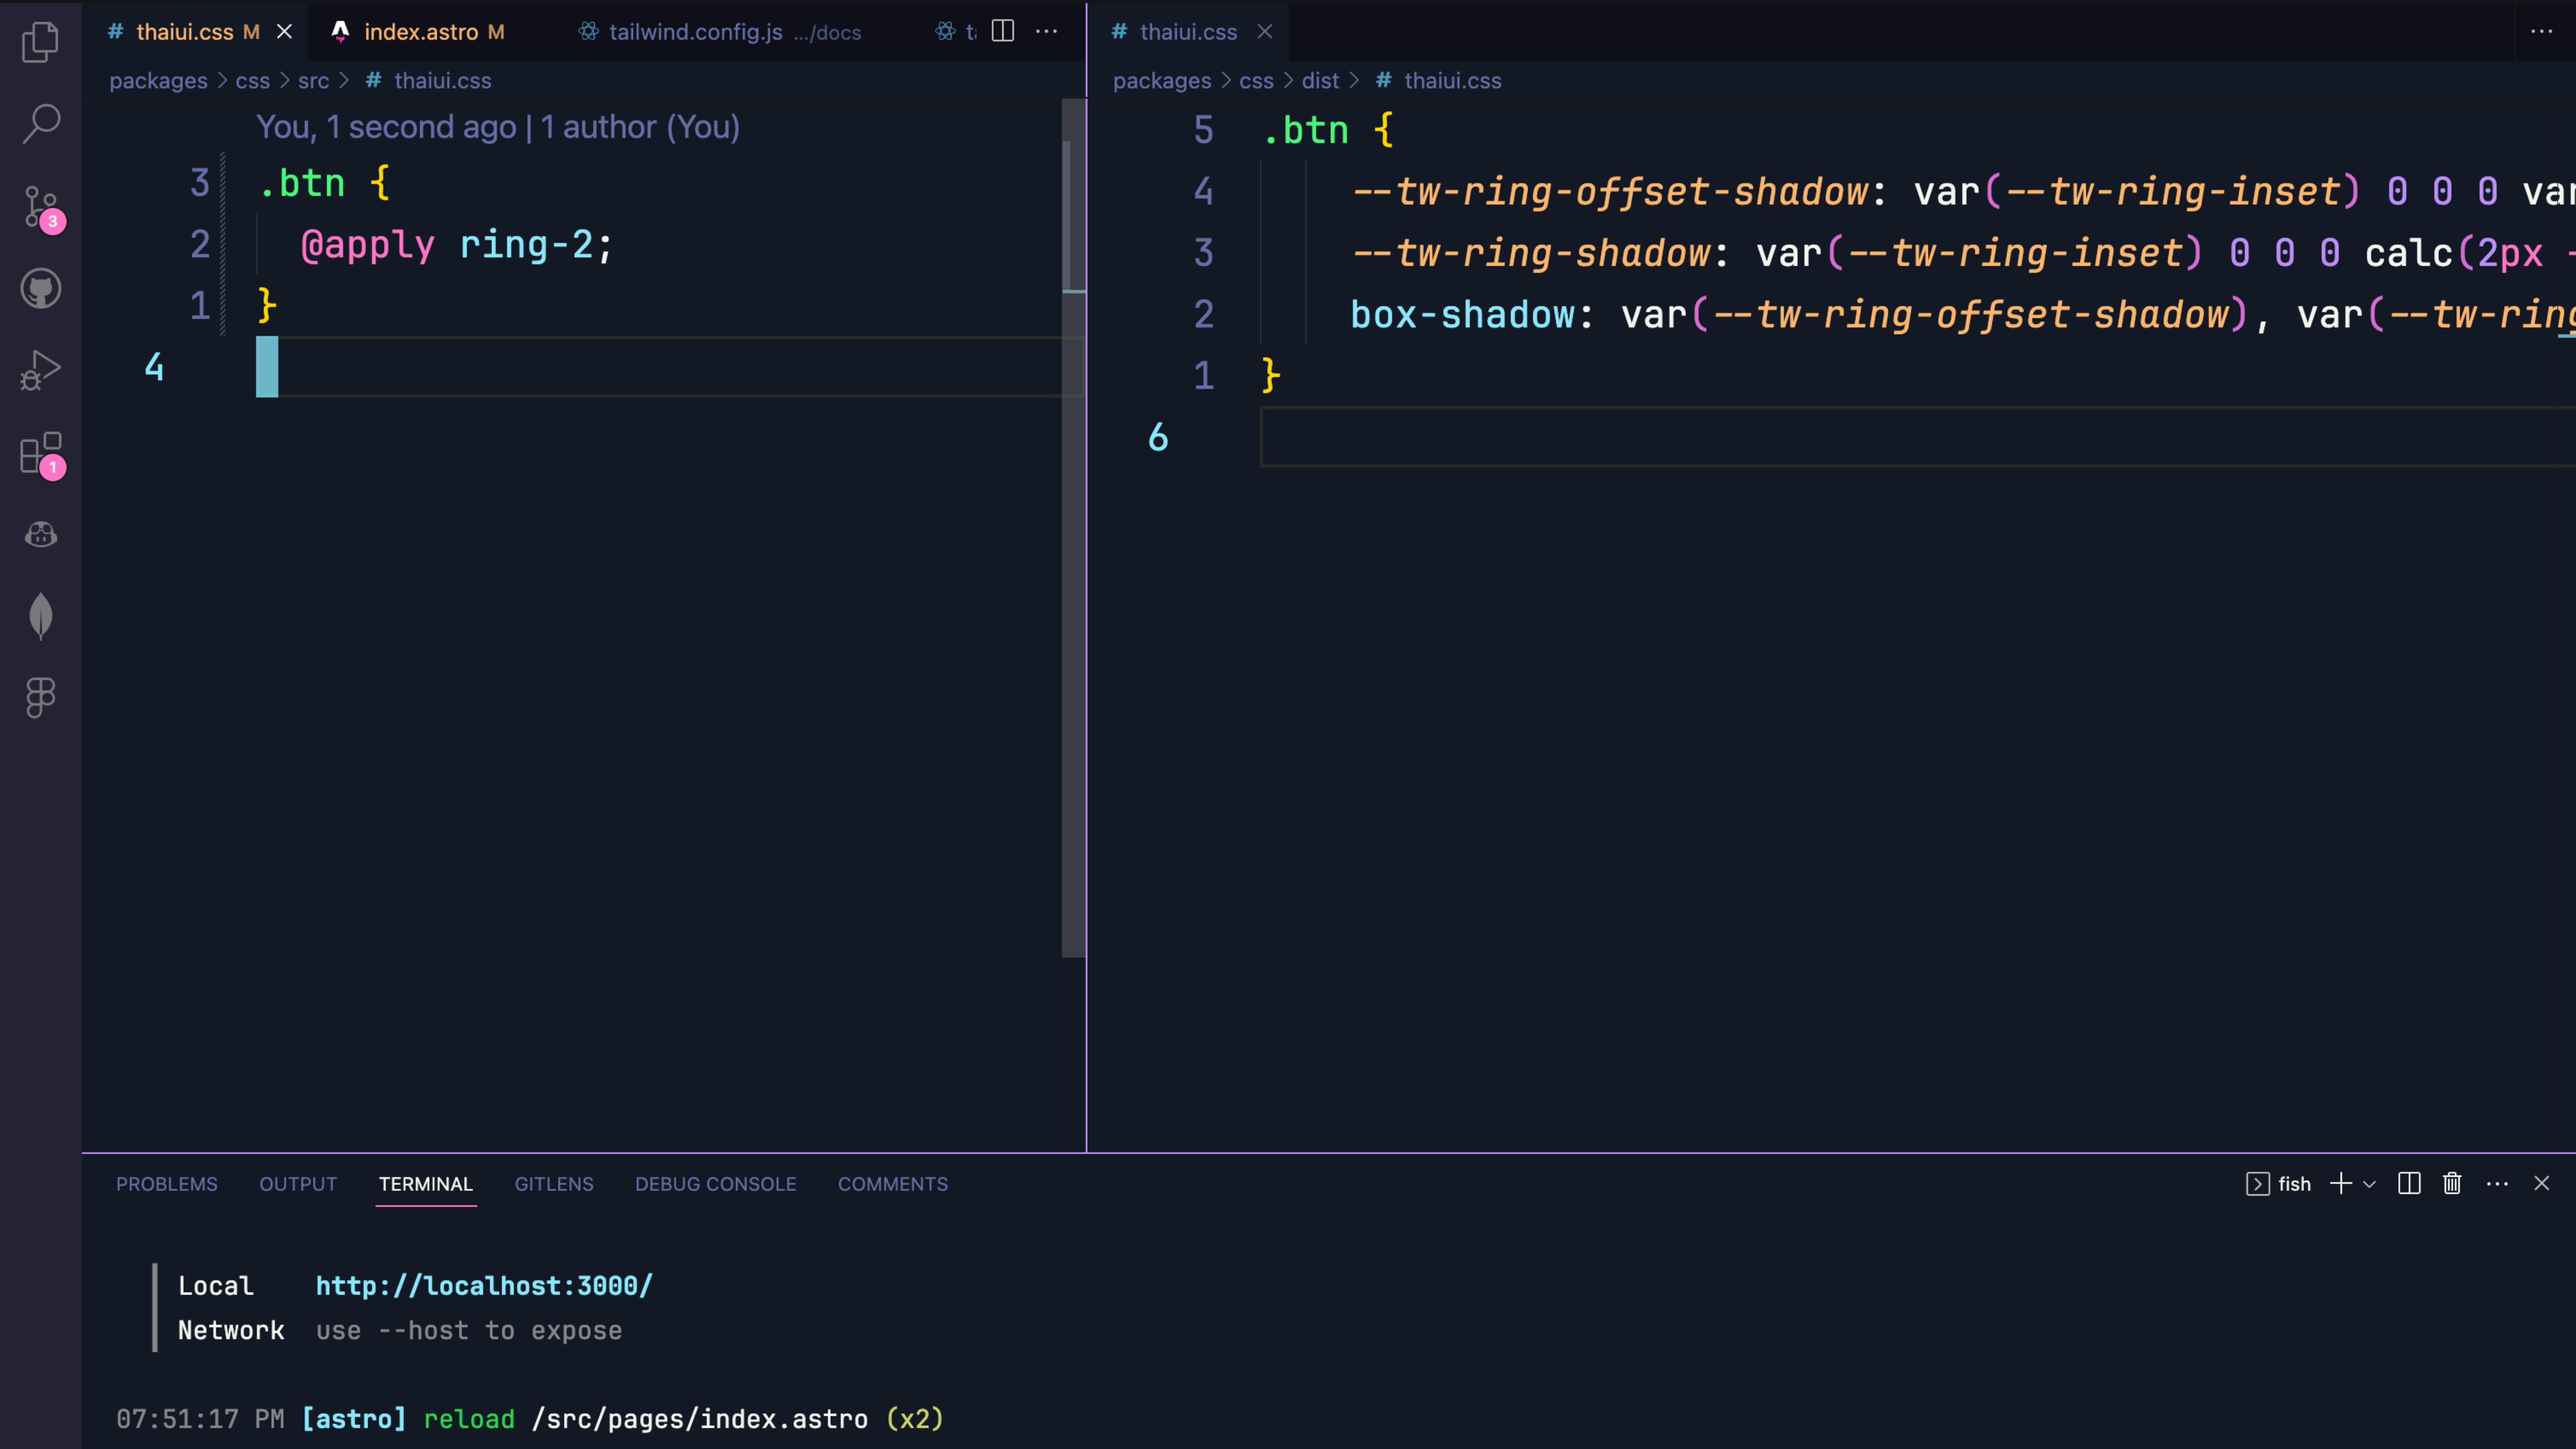 # thaiui.css M
index.astro M
tailwind.config.js .../docs
packages > css > src > # thaiui.css
You, 1 second ago | 1 author (You)
3 .btn {
2 @apply ring-2;
1 }
4
3
1
# thaiui.css
packages > css > dist > # thaiui.css
5 .btn {
4 --tw-ring-offset-shadow: var(--tw-ring-inset) 0 0 0
3 --tw-ring-shadow: var(--tw-ring-inset) 0 0 0 calc(2px
2 box-shadow: var(--tw-ring-offset-shadow), var(
1 }
6
PROBLEMS OUTPUT TERMINAL GITLENS DEBUG CONSOLE COMMENTS
fish
Local http://localhost:3000/
Network use --host to expose
07:51:17 PM [astro] reload /src/pages/index.astro (x2)